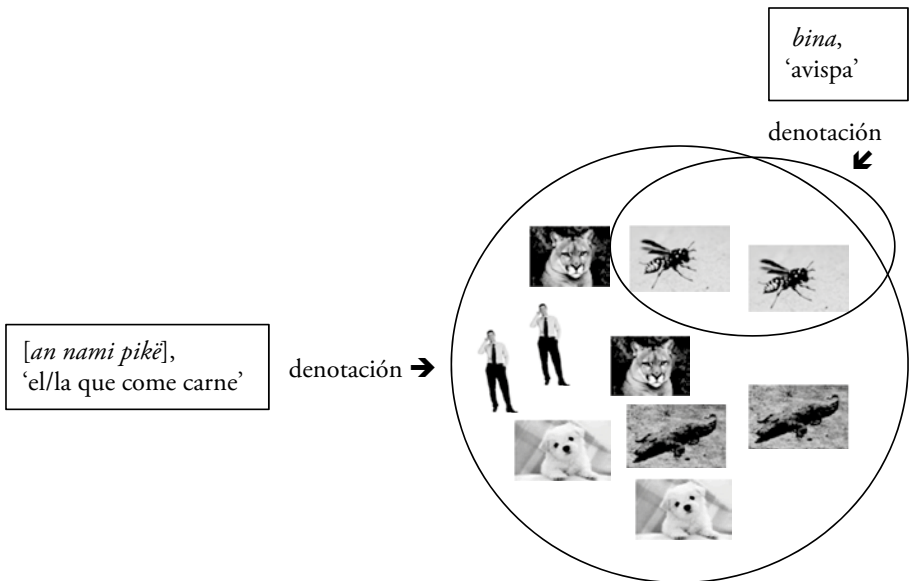 bina,
‘avispa’
denotación
[an nami pikë],
‘el/la que come carne’
denotación